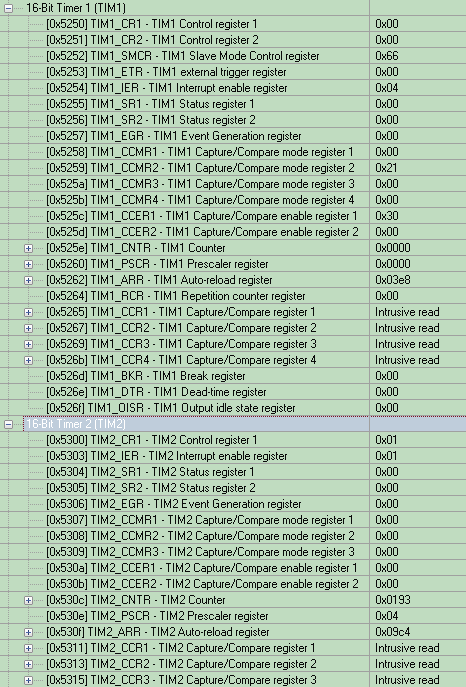 16-Bit Timer 1 (TIM1)
[0x5250] TIM1_CR1 - TIM1 Control register 1 0x00
[0x5251] TIM1_CR2 - TIM1 Control register 2 0x00
[0x5252] TIM1_SMCR - TIM1 Slave Mode Control register 0x66
[0x5253] TIM1_ETR - TIM1 external trigger register 0x00
[0x5254] TIM1_IER - TIM1 Interrupt enable register 0x04
[0x5255] TIM1_SR1 - TIM1 Status register 1 0x00
[0x5256] TIM1_SR2 - TIM1 Status register 2 0x00
[0x5257] TIM1_EGR - TIM1 Event Generation register 0x00
[0x5258] TIM1_CCMR1 - TIM1 Capture/Compare mode register 1 0x00
[0x5259] TIM1_CCMR2 - TIM1 Capture/Compare mode register 2 0x21
[0x525a] TIM1_CCMR3 - TIM1 Capture/Compare mode register 3 0x00
[0x525b] TIM1_CCMR4 - TIM1 Capture/Compare mode register 4 0x00
[0x525c] TIM1_CCER1 - TIM1 Capture/Compare enable register 1 0x30
[0x525d] TIM1_CCER2 - TIM1 Capture/Compare enable register 2 0x00
[0x525e] TIM1_CNTR - TIM1 Counter 0x0000
[0x5260] TIM1_PSCR - TIM1 Prescaler register 0x0000
[0x5262] TIM1_ARR - TIM1 Auto-reload register 0x03e8
[0x5264] TIM1_RCR - TIM1 Repetition counter register 0x00
[0x5265] TIM1_CCR1 - TIM1 Capture/Compare register 1 Intrusive read
[0x5267] TIM1_CCR2 - TIM1 Capture/Compare register 2 Intrusive read
[0x5269] TIM1_CCR3 - TIM1 Capture/Compare register 3 Intrusive read
[0x526b] TIM1_CCR4 - TIM1 Capture/Compare register 4 Intrusive read
[0x526d] TIM1_BKR - TIM1 Break register 0x00
[0x526e] TIM1_DTR - TIM1 Dead-time register 0x00
[0x526f] TIM1_OISR - TIM1 Output idle state register 0x00
16-Bit Timer 2 (TIM2)
[0x5300] TIM2_CR1 - TIM2 Control register 1 0x01
[0x5303] TIM2_IER - TIM2 Interrupt enable register 0x01
[0x5304] TIM2_SR1 - TIM2 Status register 1 0x00
[0x5305] TIM2_SR2 - TIM2 Status register 2 0x00
[0x5306] TIM2_EGR - TIM2 Event Generation register 0x00
[0x5307] TIM2_CCMR1 - TIM2 Capture/Compare mode register 1 0x00
[0x5308] TIM2_CCMR2 - TIM2 Capture/Compare mode register 2 0x00
[0x5309] TIM2_CCMR3 - TIM2 Capture/Compare mode register 3 0x00
[0x530a] TIM2_CCER1 - TIM2 Capture/Compare enable register 1 0x00
[0x530b] TIM2_CCER2 - TIM2 Capture/Compare enable register 2 0x00
[0x530c] TIM2_CNTR - TIM2 Counter 0x0193
[0x530e] TIM2_PSCR - TIM2 Prescaler register 0x04
[0x530f] TIM2_ARR - TIM2 Auto-reload register 0x09c4
[0x5311] TIM2_CCR1 - TIM2 Capture/Compare register 1 Intrusive read
[0x5313] TIM2_CCR2 - TIM2 Capture/Compare register 2 Intrusive read
[0x5315] TIM2_CCR3 - TIM2 Capture/Compare register 3 Intrusive read